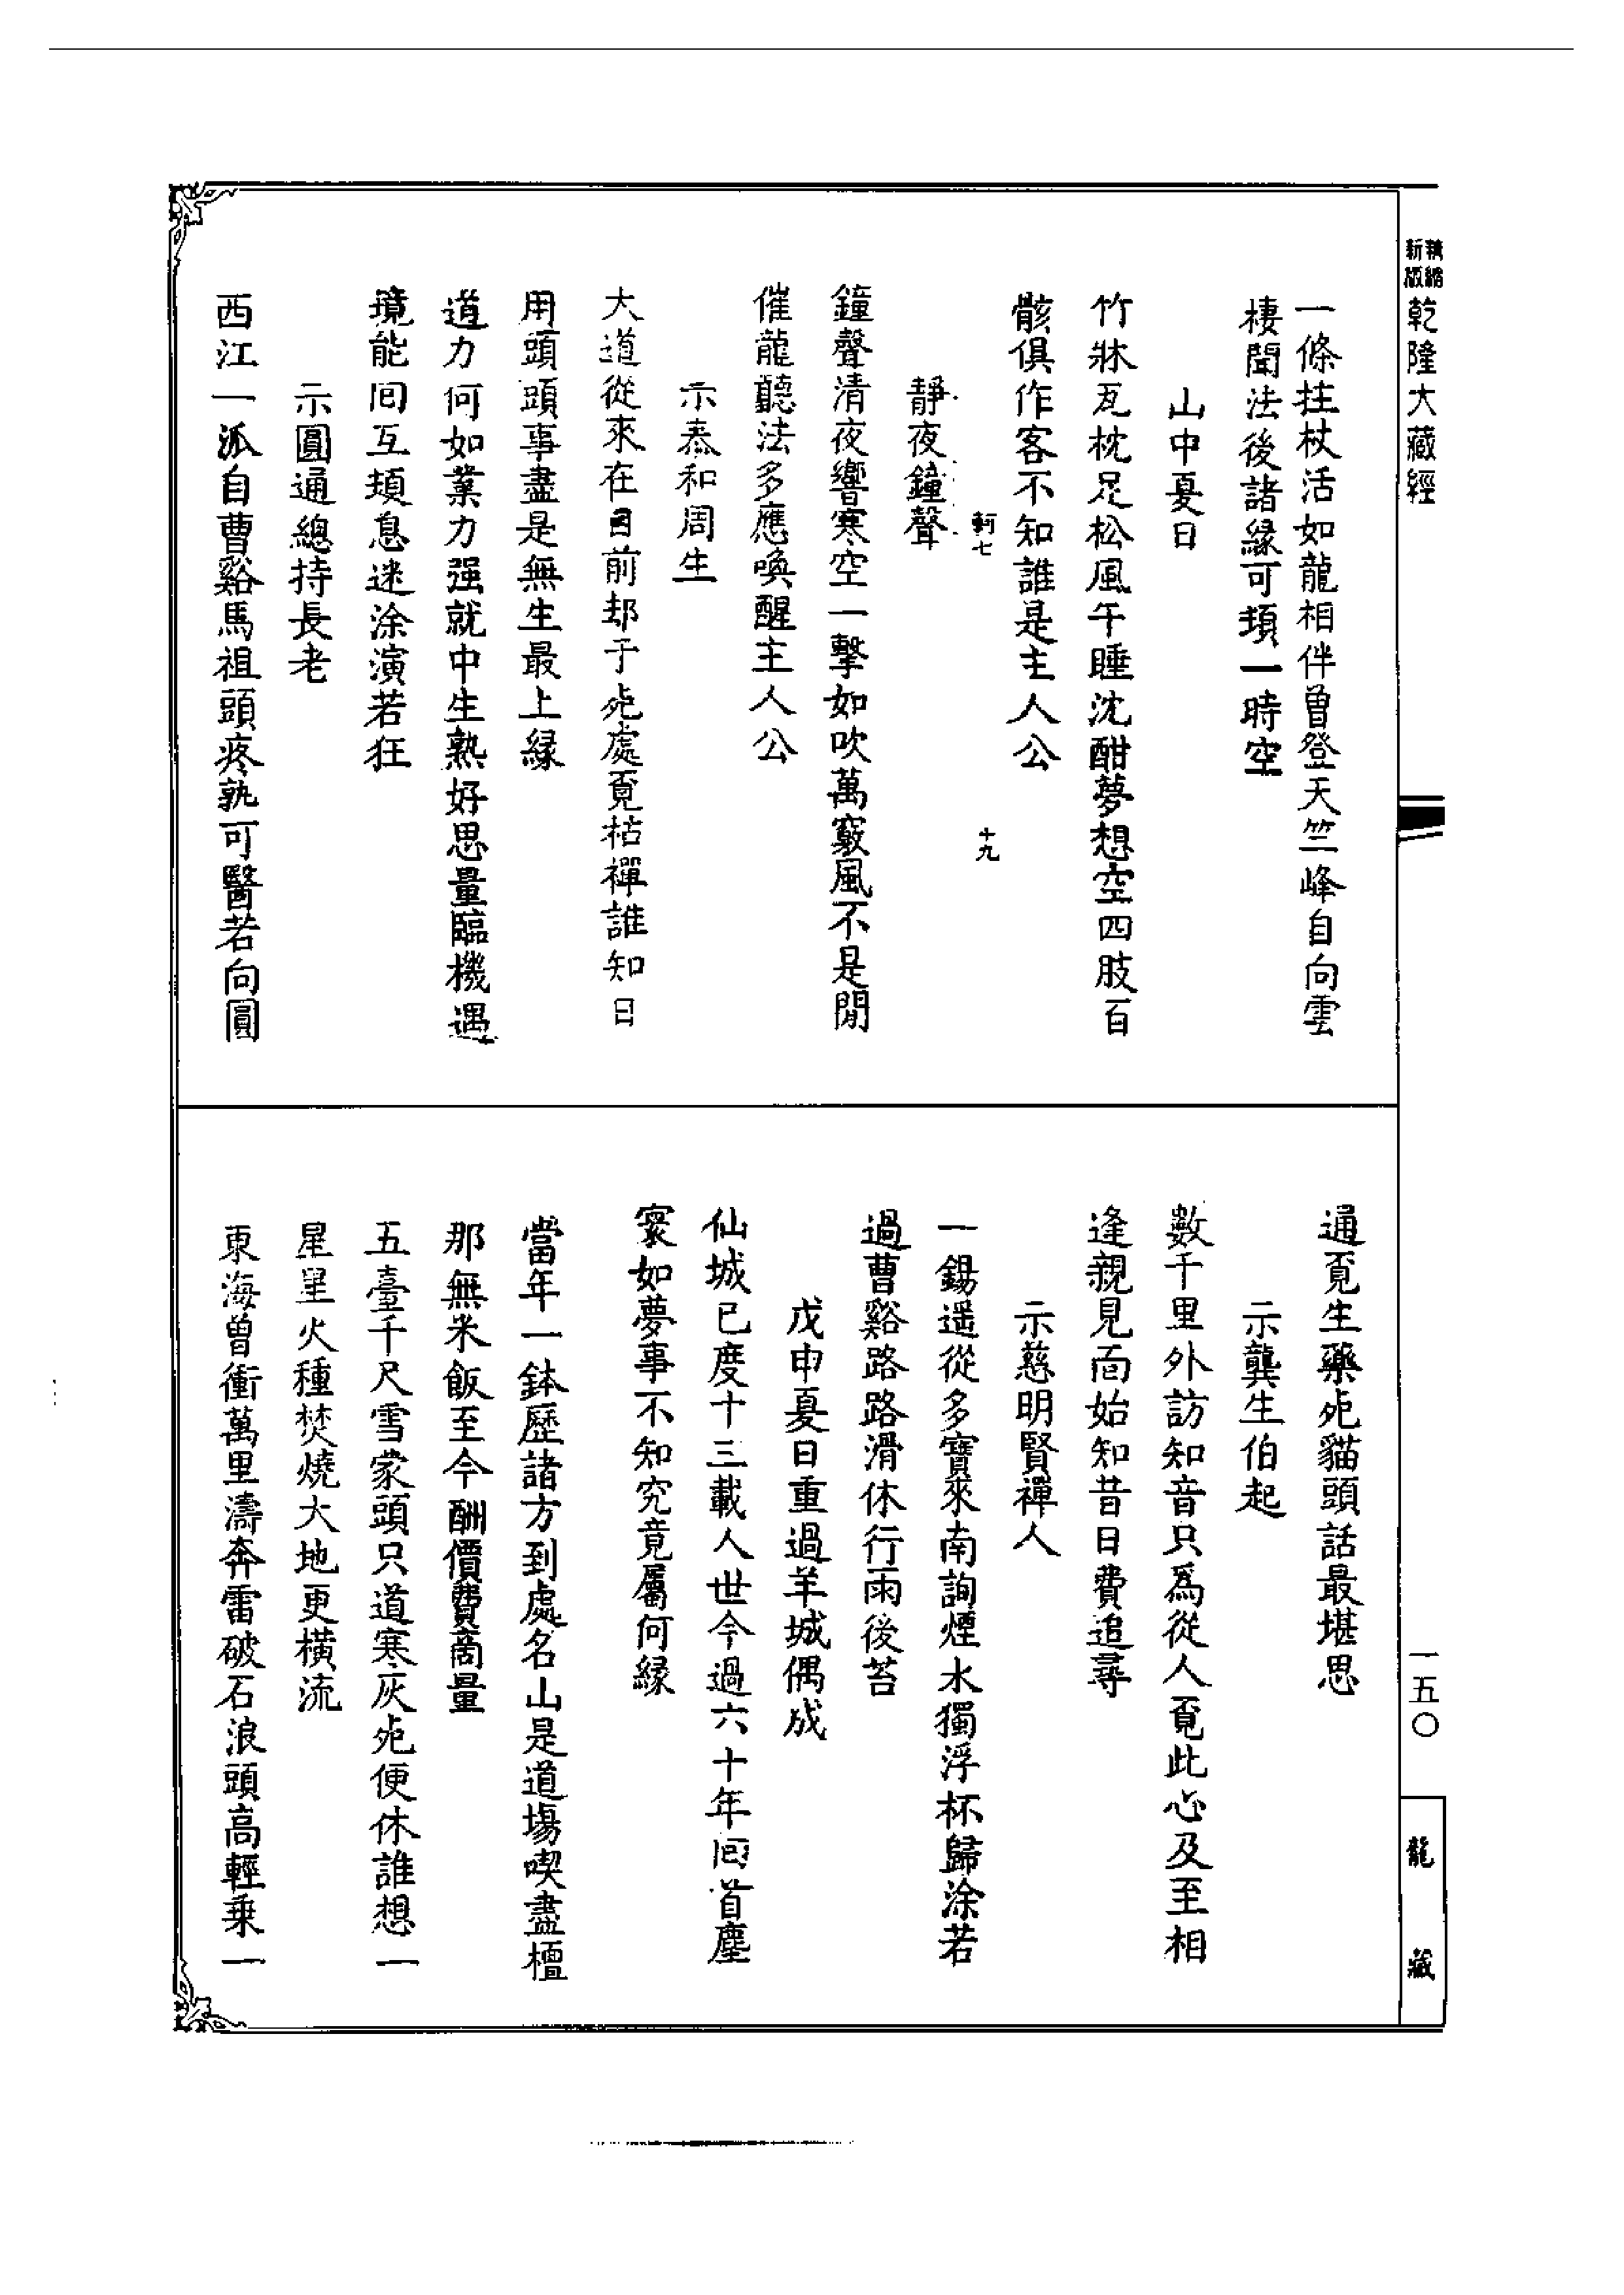 新版
精縮
乾隆大藏經
一條拄杖活如龍相伴曾登天竺峰自向雲
棲聞法後諸緣可頓一時空
山中夏日
竹牀瓦枕足松風午睡沈酣夢想空四肢百
骸俱作客不知誰是主人公
軻七
十九
靜夜鐘聲
鐘聲清夜響寒空一擊如吹萬竅風不是閒
催龍聽法多應喚醒主人公
示泰和周生
大道從來在目前却于死處覓枯禪誰知日
用頭頭事盡是無生最上緣
道力何如業力强就中生熟好思量臨機遇
境能回互頓息迷涂演若狂
示圓通總持長老
西江一派自曹谿馬祖頭疼孰可醫若向圓
通覓生藥死貓頭話最堪思
示龔生伯起
數千里外訪知音只為從人覓此心及至相
逢親見面始知昔日費追尋
示慈明賢禪人
一錫遥從多寶來南詢煙水獨浮杯歸涂若
過曹谿路路滑休行雨後苔
戊申夏日重過羊城偶成
仙城已度十三載人世今過六十年回首塵
寰如夢事不知究竟屬何緣
當年一鉢歷諸方到處名山是道場喫盡檀
那無米飯至今酬價費商量
五臺千尺雪蒙頭只道寒灰死便休誰想一
星星火種焚燒大地更橫流
東海曾衝萬里濤奔雷破石浪頭高輕乗一
一五〇
龍藏